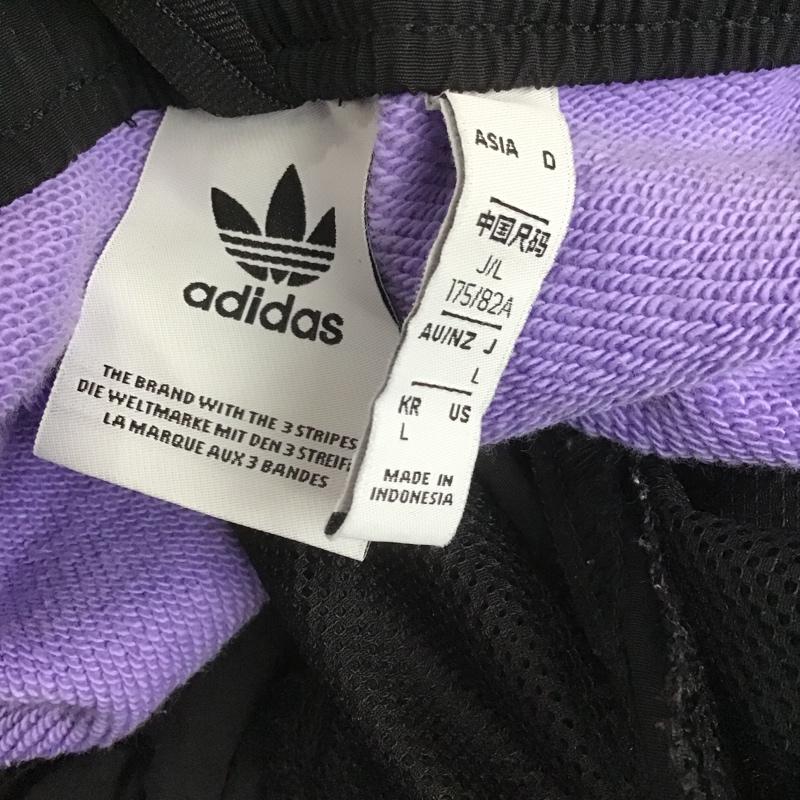 adidas
THE BRAND WITH THE 3 STRIPES
DIE WELTMARKE MIT DEN 3 STREIF
LA MARQUE AUX 3 BANDES
ASIA D
中国尺码
J/L
175/82A
AU/NZ J
L
KR US
L
MADE IN
INDONESIA